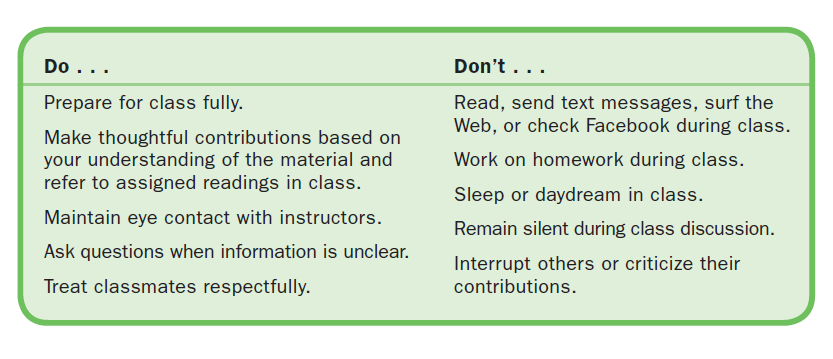 Do . . .
Prepare for class fully.
Make thoughtful contributions based on
your understanding of the material and
refer to assigned readings in class.
Maintain eye contact with instructors.
Ask questions when information is unclear.
Treat classmates respectfully.
Don’t . . .
Read, send text messages, surf the
Web, or check Facebook during class.
Work on homework during class.
Sleep or daydream in class.
Remain silent during class discussion.
Interrupt others or criticize their
contributions.